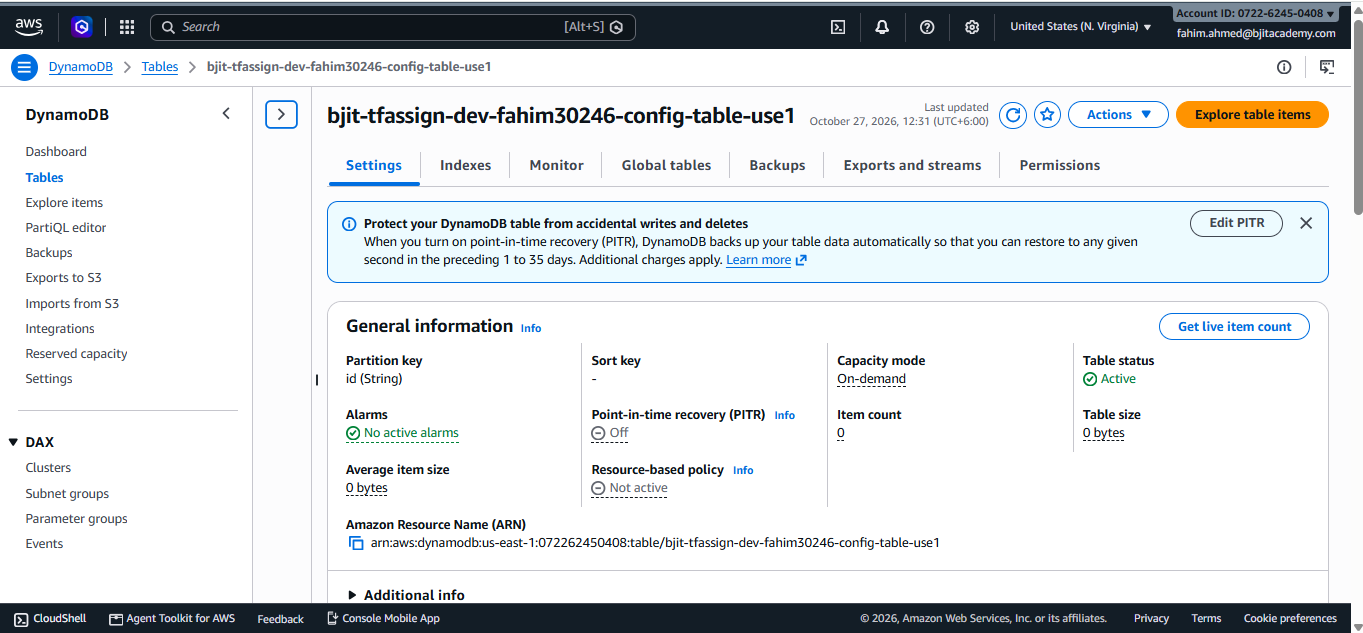 aws
Search
[Alt+S]
United States (N. Virginia)
Account ID: 0722-6245-0408
fahim.ahmed@bjitacademy.com
DynamoDB
Tables
bjit-tfassign-dev-fahim30246-config-table-use1
DynamoDB
Dashboard
Tables
Explore items
PartiQL editor
Backups
Exports to S3
Imports from S3
Integrations
Reserved capacity
Settings
DAX
Clusters
Subnet groups
Parameter groups
Events
bjit-tfassign-dev-fahim30246-config-table-use1
Last updated
October 27, 2026, 12:31 (UTC+6:00)
Actions
Explore table items
Settings
Indexes
Monitor
Global tables
Backups
Exports and streams
Permissions
Protect your DynamoDB table from accidental writes and deletes
When you turn on point-in-time recovery (PITR), DynamoDB backs up your table data automatically so that you can restore to any given
second in the preceding 1 to 35 days. Additional charges apply. Learn more
Edit PITR
General information Info
Get live item count
Partition key
id (String)
Sort key
-
Capacity mode
On-demand
Table status
Active
Alarms
No active alarms
Point-in-time recovery (PITR) Info
Off
Item count
0
Table size
0 bytes
Average item size
0 bytes
Resource-based policy Info
Not active
Amazon Resource Name (ARN)
arn:aws:dynamodb:us-east-1:072262450408:table/bjit-tfassign-dev-fahim30246-config-table-use1
Additional info
CloudShell
Agent Toolkit for AWS
Feedback
Console Mobile App
© 2026, Amazon Web Services, Inc. or its affiliates.
Privacy
Terms
Cookie preferences